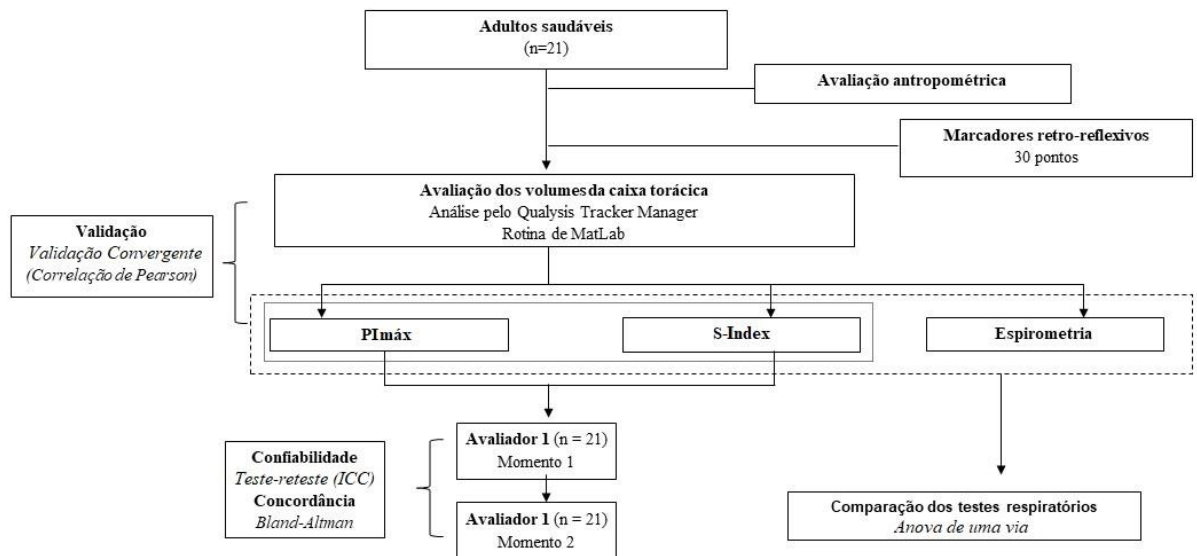 Adultos saudáveis
(n=21)
Avaliação antropométrica
Marcadores retro-reflexivos
30 pontos
Avaliação dos volumes da caixa torácica
Análise pelo Qualysis Tracker Manager
Rotina de MatLab
Validação
Validação Convergente
(Correlação de Pearson)
PImáx
S-Index
Espirometria
Avaliador 1 (n = 21)
Momento 1
Confiabilidade
Teste-reteste (ICC)
Concordância
Bland-Altman
Avaliador 1 (n = 21)
Momento 2
Comparação dos testes respiratórios
Anova de uma via